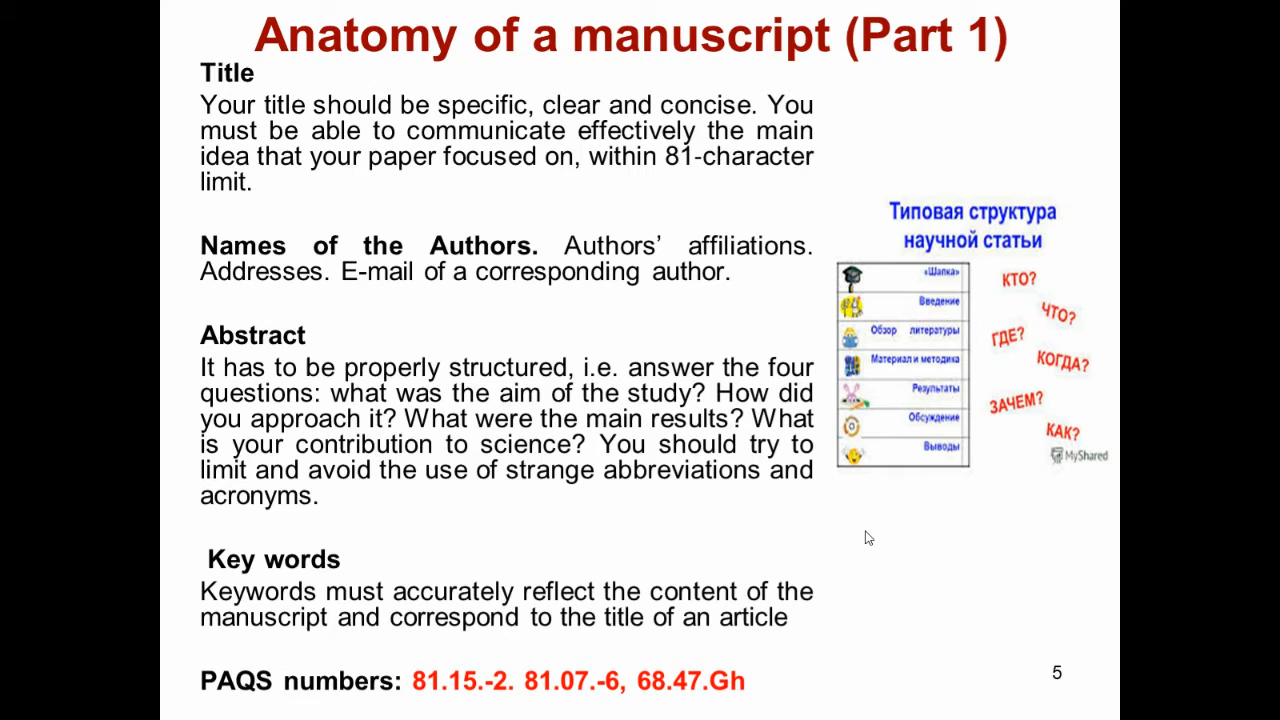 Anatomy of a manuscript (Part 1)
Title
Your title should be specific, clear and concise. You
must be able to communicate effectively the main
idea that your paper focused on, within 81-character
limit.
Names of the Authors. Authors’ affiliations.
Addresses. E-mail of a corresponding author.
Abstract
It has to be properly structured, i.e. answer the four
questions: what was the aim of the study? How did
you approach it? What were the main results? What
is your contribution to science? You should try to
limit and avoid the use of strange abbreviations and
acronyms.
Key words
Keywords must accurately reflect the content of the
manuscript and correspond to the title of an article
PAQS numbers: 81.15.-2. 81.07.-6, 68.47.Gh
Типовая структура
научной статьи
«Шапка»
Введение
Обзор литературы
Материал и методика
Результаты
Обсуждение
Выводы
КТО?
ЧТО?
ГДЕ?
КОГДА?
ЗАЧЕМ?
КАК?
MyShared
5